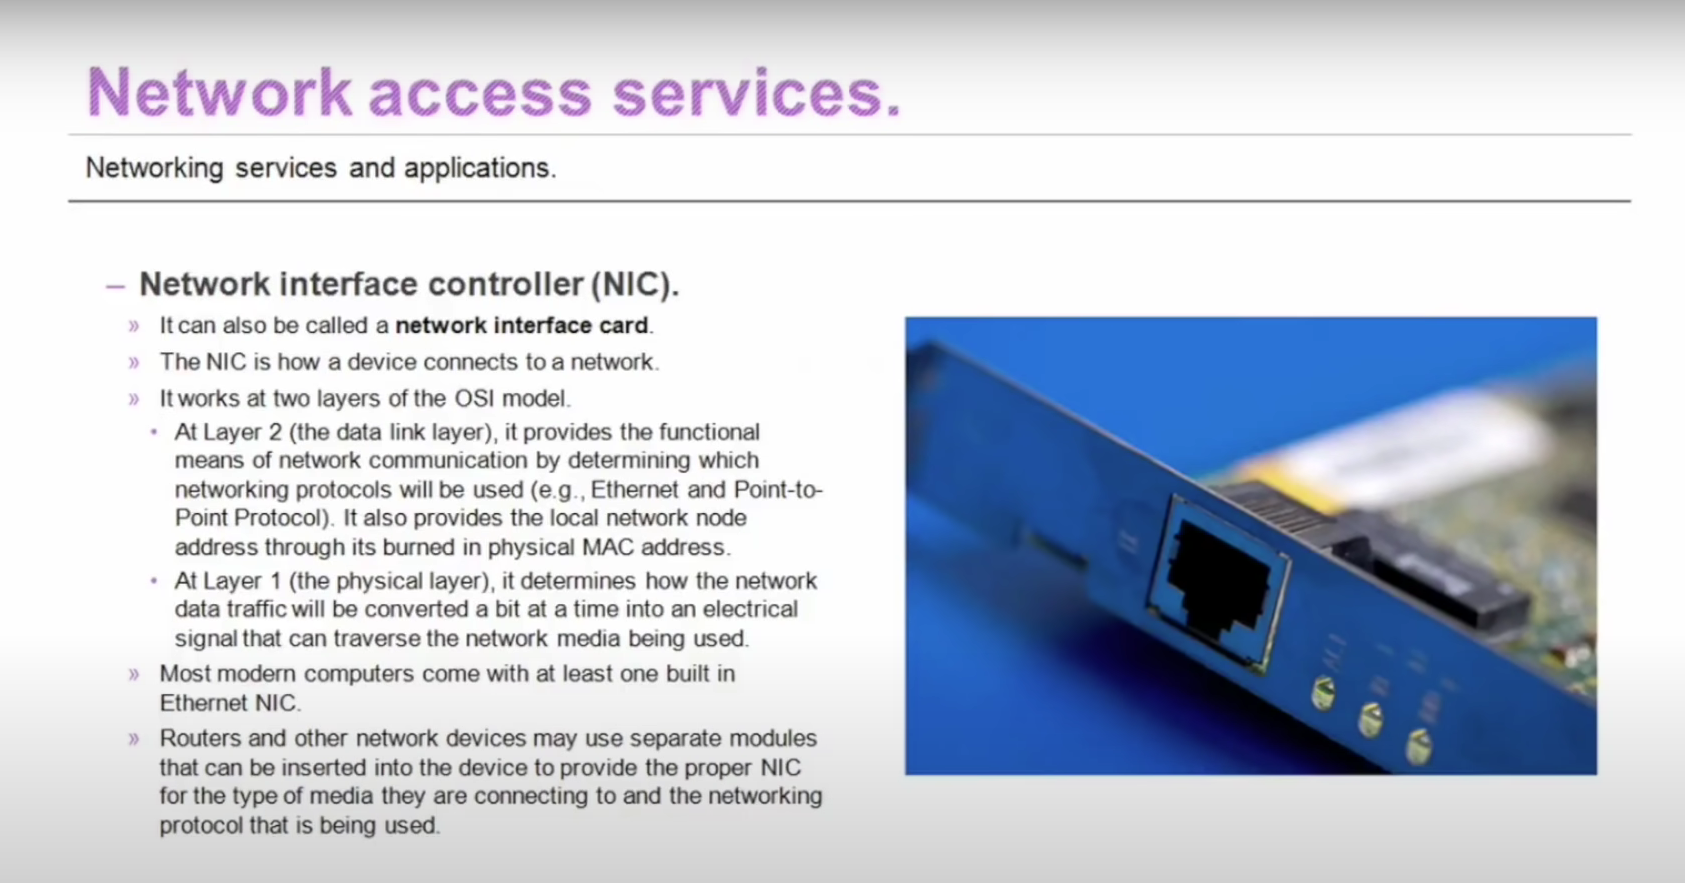 Network access services.
Networking services and applications.
– Network interface controller (NIC).
» It can also be called a network interface card.
» The NIC is how a device connects to a network.
» It works at two layers of the OSI model.
• At Layer 2 (the data link layer), it provides the functional
means of network communication by determining which
networking protocols will be used (e.g., Ethernet and Point-to-
Point Protocol). It also provides the local network node
address through its burned in physical MAC address.
• At Layer 1 (the physical layer), it determines how the network
data traffic will be converted a bit at a time into an electrical
signal that can traverse the network media being used.
» Most modern computers come with at least one built in
Ethernet NIC.
» Routers and other network devices may use separate modules
that can be inserted into the device to provide the proper NIC
for the type of media they are connecting to and the networking
protocol that is being used.